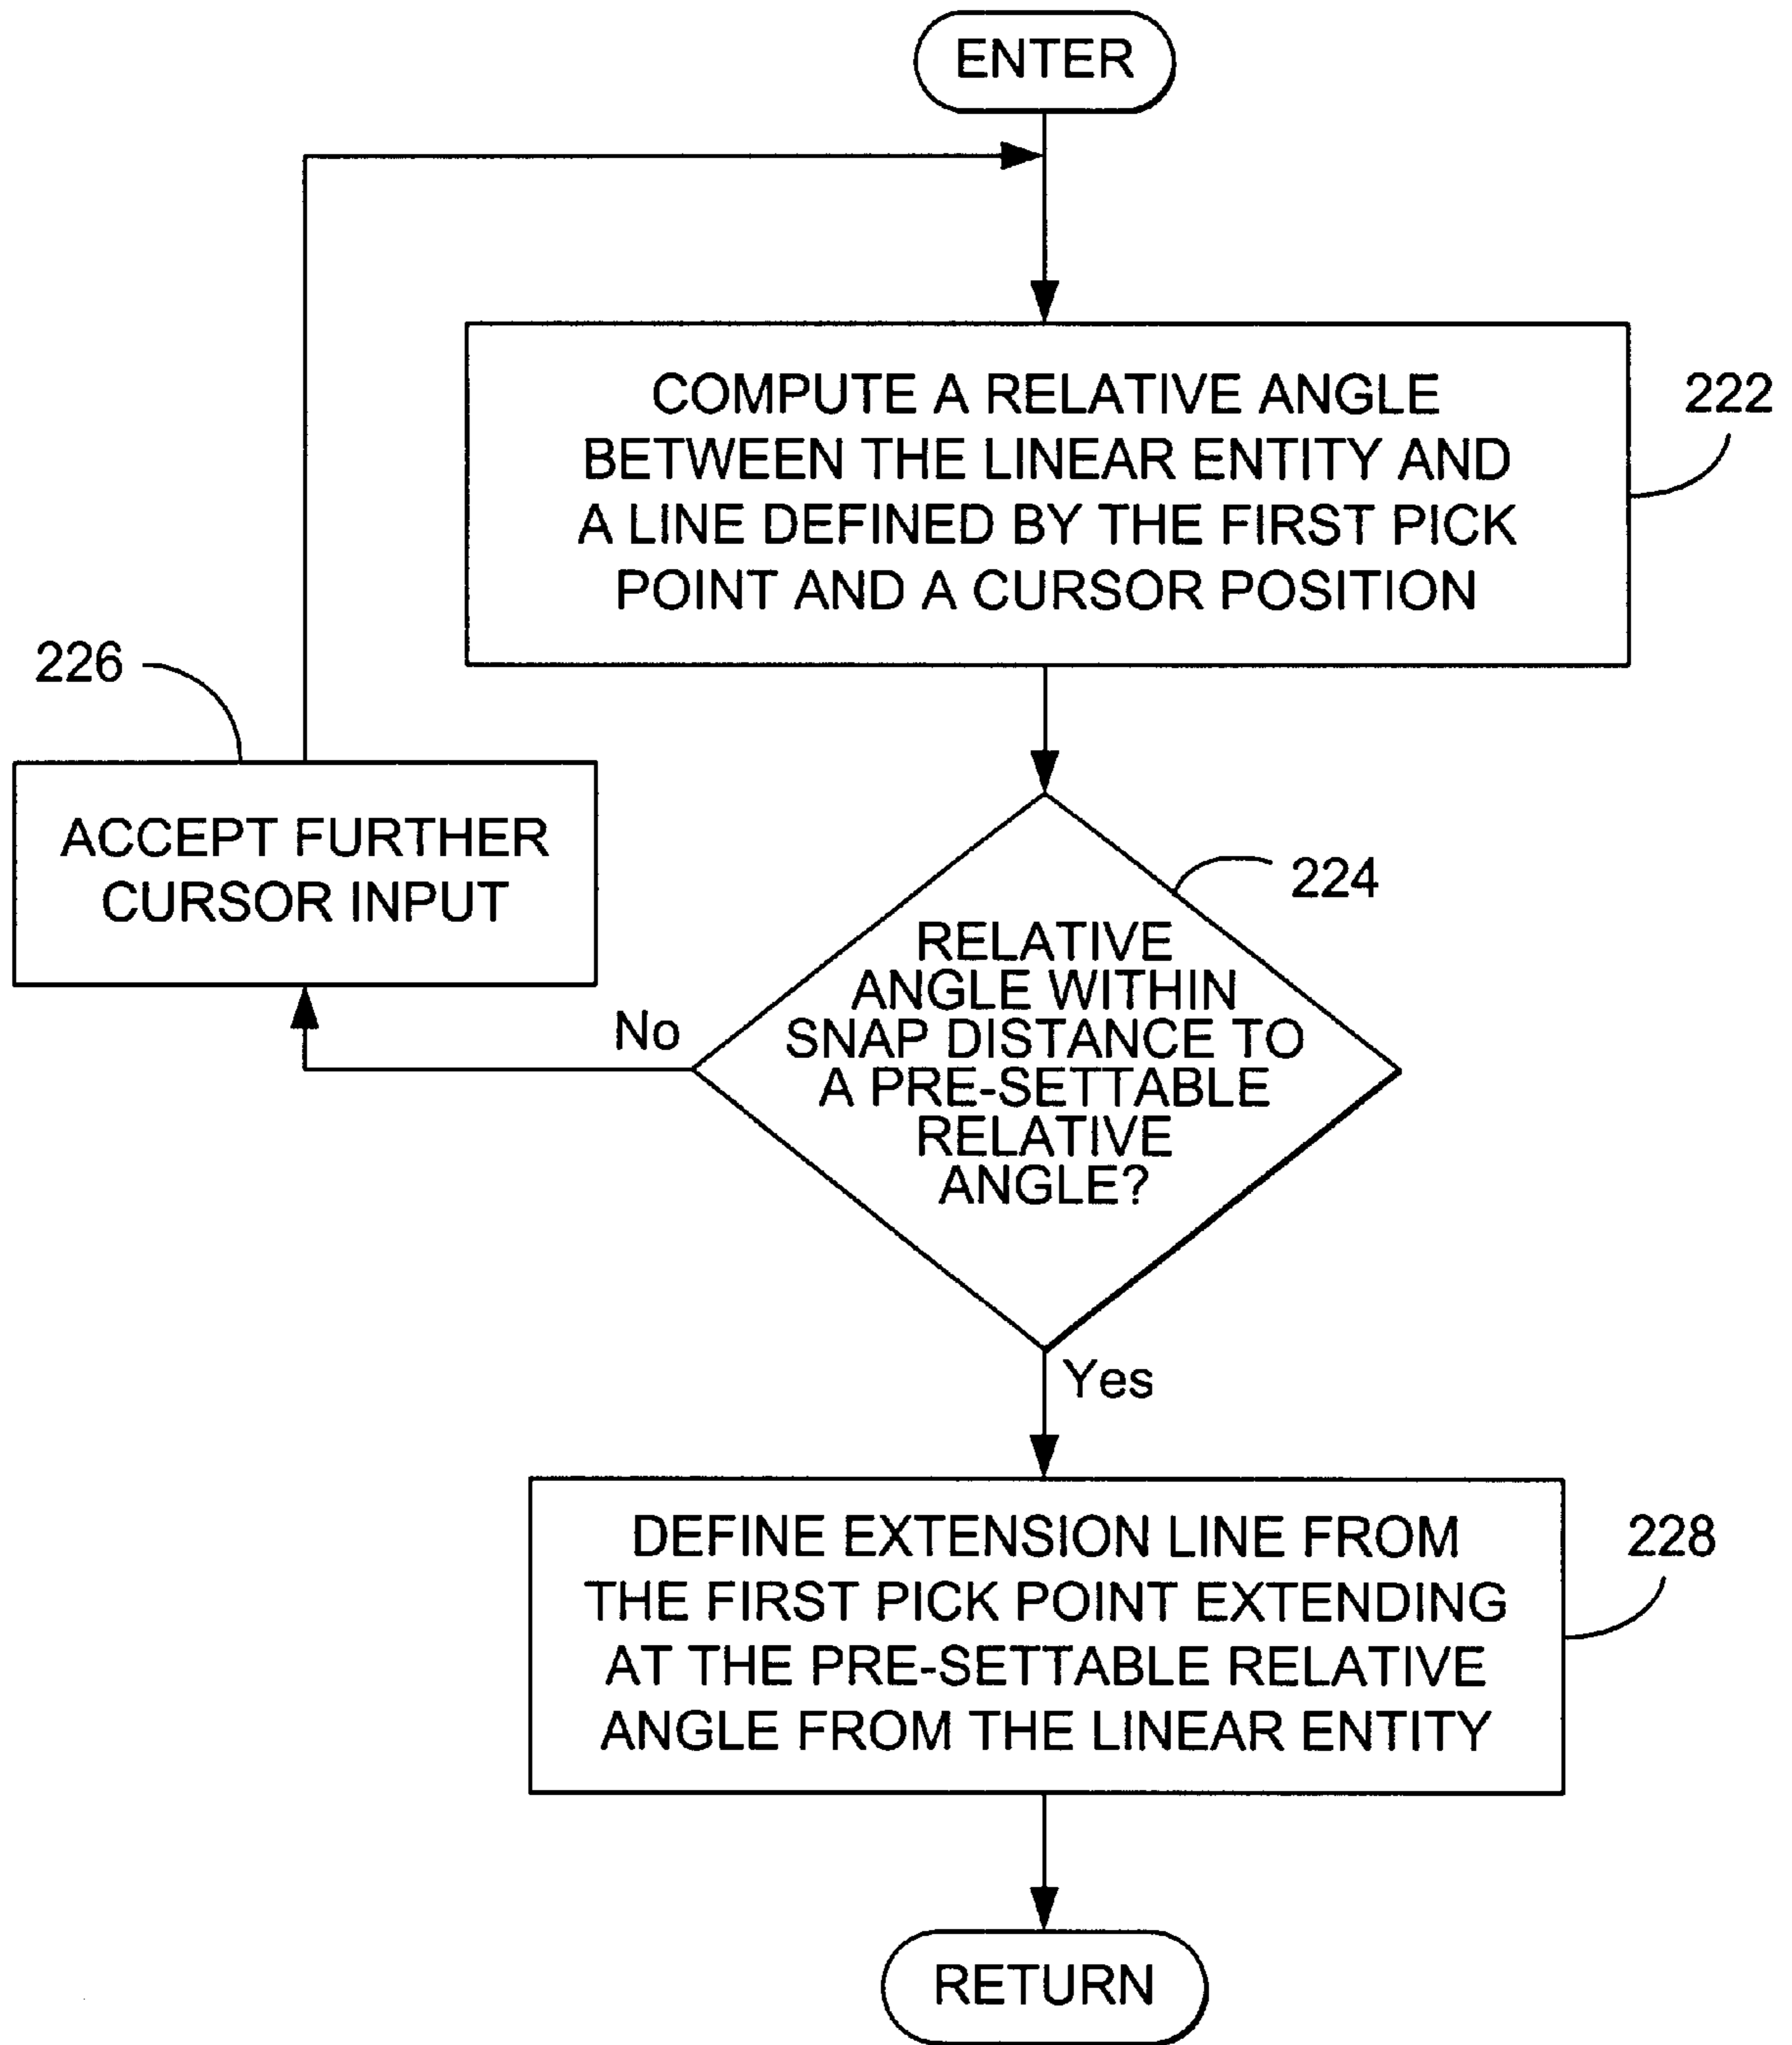 ENTER
COMPUTE A RELATIVE ANGLE
BETWEEN THE LINEAR ENTITY AND
A LINE DEFINED BY THE FIRST PICK
POINT AND A CURSOR POSITION
222
226
ACCEPT FURTHER
CURSOR INPUT
224
RELATIVE
ANGLE WITHIN
SNAP DISTANCE TO
A PRE-SETTABLE
RELATIVE
ANGLE?
No
Yes
DEFINE EXTENSION LINE FROM
THE FIRST PICK POINT EXTENDING
AT THE PRE-SETTABLE RELATIVE
ANGLE FROM THE LINEAR ENTITY
228
RETURN